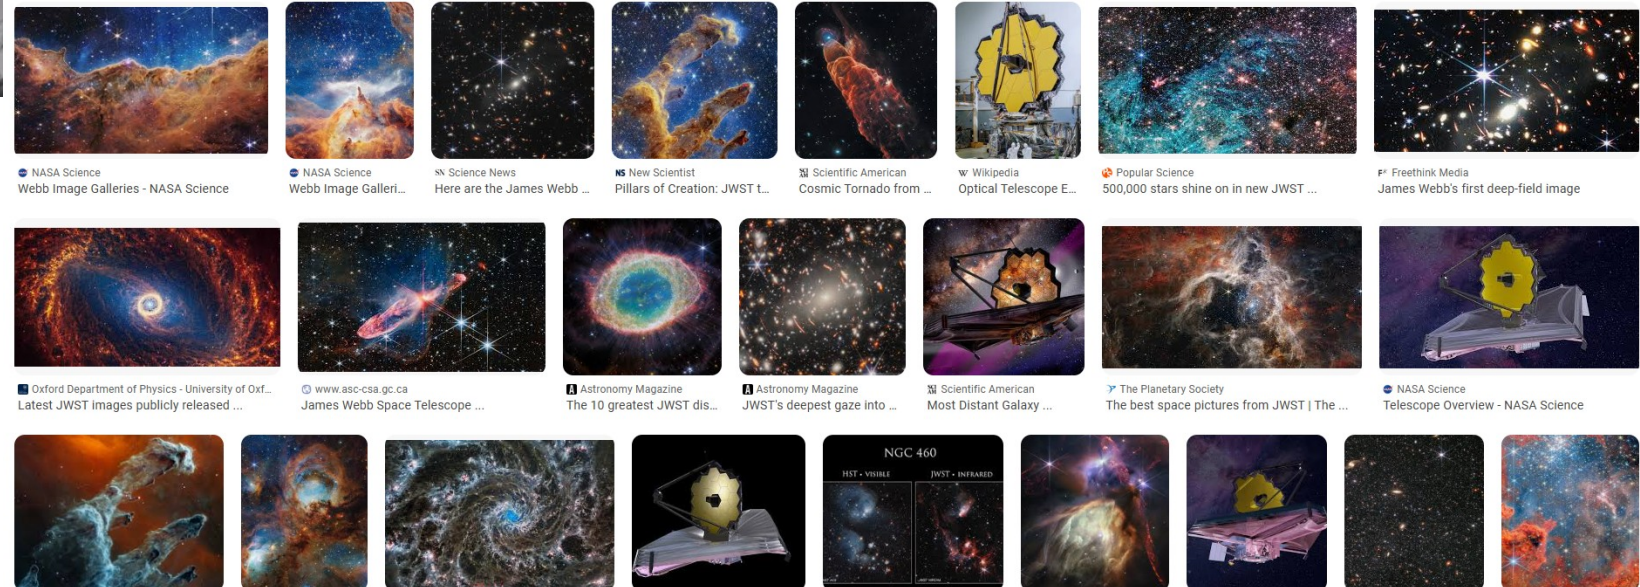 NASA Science
Webb Image Galleries - NASA Science
NASA Science
Webb Image Galleri...
SN Science News
Here are the James Webb ...
NS New Scientist
Pillars of Creation: JWST t...
Scientific American
Cosmic Tornado from ...
W Wikipedia
Optical Telescope E...
Popular Science
500,000 stars shine on in new JWST ...
F* Freethink Media
James Webb's first deep-field image
Oxford Department of Physics - University of Oxf...
Latest JWST images publicly released ...
www.asc-csa.gc.ca
James Webb Space Telescope ...
A Astronomy Magazine
The 10 greatest JWST dis...
A Astronomy Magazine
JWST's deepest gaze into ...
Scientific American
Most Distant Galaxy ...
The Planetary Society
The best space pictures from JWST | The ...
NASA Science
Telescope Overview - NASA Science
NGC 460
HST • VISIBLE
JWST • INFRARED